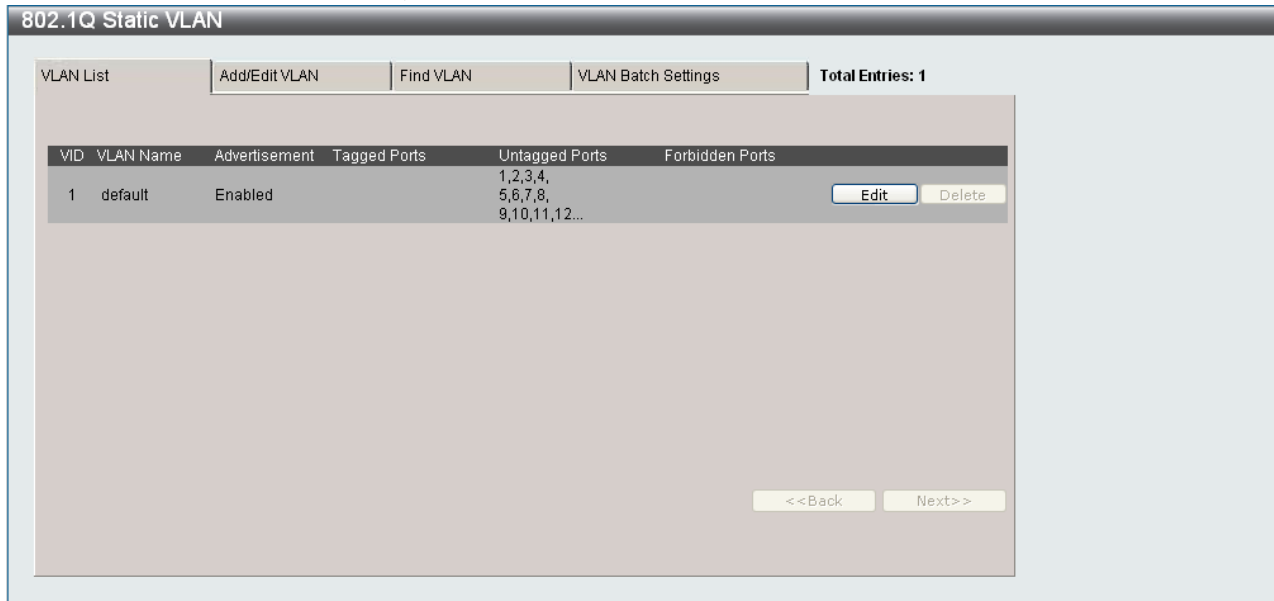 802.1Q Static VLAN
VLAN List Add/Edit VLAN Find VLAN VLAN Batch Settings Total Entries: 1
VID VLAN Name Advertisement Tagged Ports Untagged Ports Forbidden Ports
1 default Enabled 1,2,3,4,
5,6,7,8,
9,10,11,12... Edit Delete
<<Back Next>>